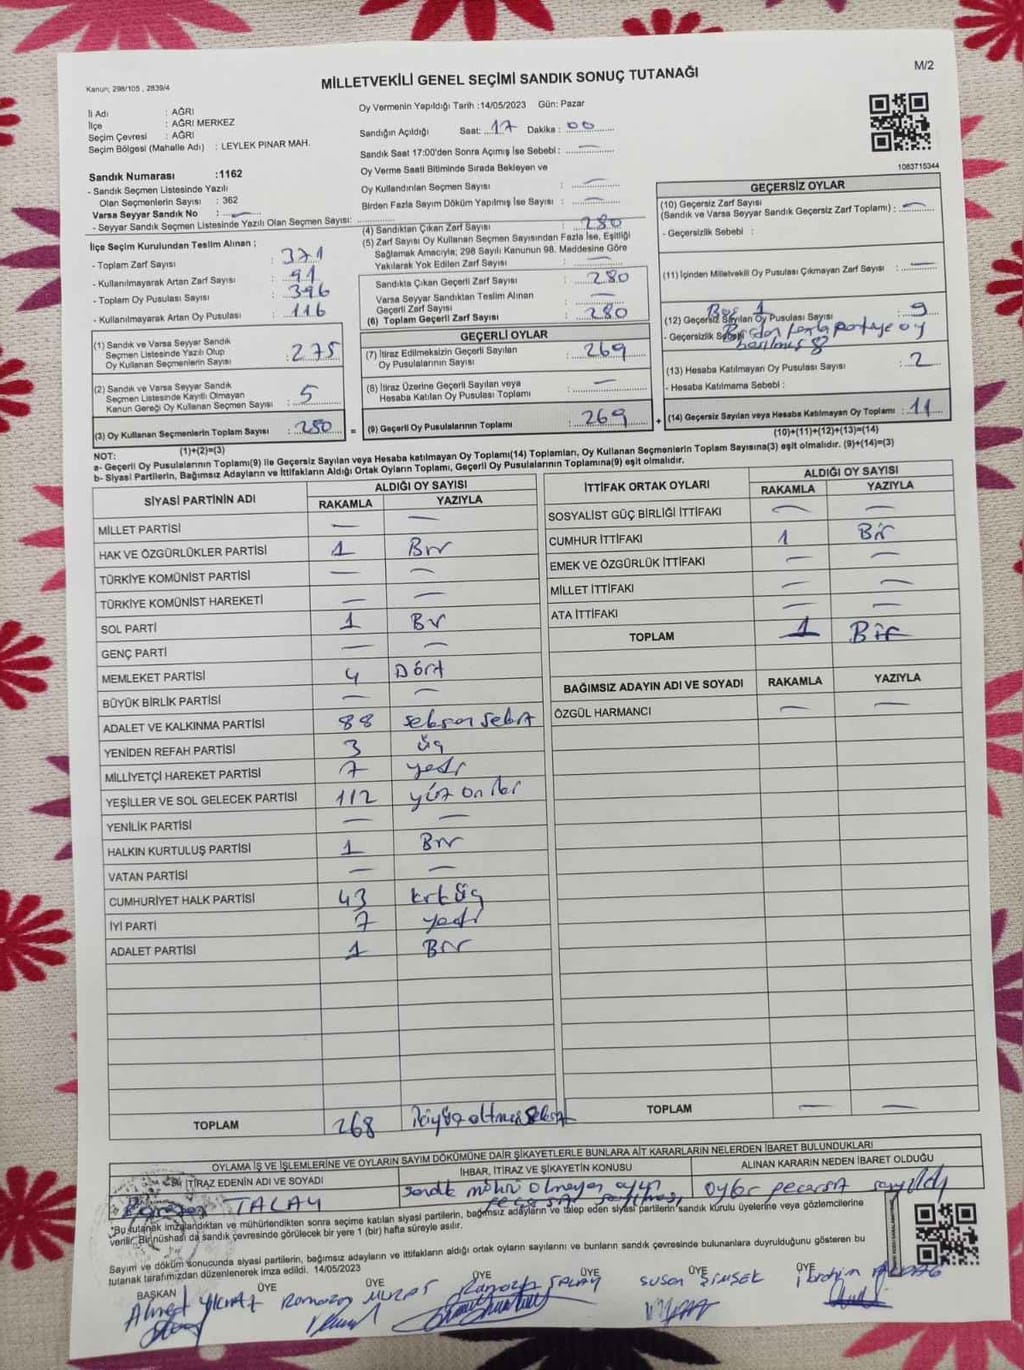 M/2
Kanun; 298/105 , 2839/4
MİLLETVEKİLİ GENEL SEÇİMİ SANDIK SONUÇ TUTANAĞI
İl Adı : AĞRI
İlçe : AĞRI MERKEZ
Seçim Çevresi : AĞRI
Seçim Bölgesi (Mahalle Adı) : LEYLEK PINAR MAH.
Sandık Numarası :1162
- Sandık Seçmen Listesinde Yazılı
Olan Seçmenlerin Sayısı : 362
Varsa Seyyar Sandık No : —
- Seyyar Sandık Seçmen Listesinde Yazılı Olan Seçmen Sayısı:
İlçe Seçim Kurulundan Teslim Alınan ;
- Toplam Zarf Sayısı : 371
- Kullanılmayarak Artan Zarf Sayısı : 91
- Toplam Oy Pusulası Sayısı : 396
- Kullanılmayarak Artan Oy Pusulası : 116
(1) Sandık ve Varsa Seyyar Sandık
Seçmen Listesinde Yazılı Olup
Oy Kullanan Seçmenlerin Sayısı : 275
(2) Sandık ve Varsa Seyyar Sandık
Seçmen Listesinde Kayıtlı Olmayan
Kanun Gereği Oy Kullanan Seçmen Sayısı : 5
(3) Oy Kullanan Seçmenlerin Toplam Sayısı : 280
(1)+(2)=(3)
Oy Vermenin Yapıldığı Tarih :14/05/2023 Gün: Pazar
Sandığın Açıldığı Saat: 17 Dakika : 00
Sandık Saat 17:00'den Sonra Açımış İse Sebebi : —
Oy Verme Saati Bitiminde Sırada Bekleyen ve
Oy Kullandırılan Seçmen Sayısı : —
Birden Fazla Sayım Döküm Yapılmış İse Sayısı : —
(4) Sandıktan Çıkan Zarf Sayısı : 280
(5) Zarf Sayısı Oy Kullanan Seçmen Sayısından Fazla İse, Eşitliği
Sağlamak Amacıyla; 298 Sayılı Kanunun 98. Maddesine Göre
Yakılarak Yok Edilen Zarf Sayısı : —
Sandıkta Çıkan Geçerli Zarf Sayısı : 280
Varsa Seyyar Sandıktan Teslim Alınan
Geçerli Zarf Sayısı : —
(6) Toplam Geçerli Zarf Sayısı : 280
GEÇERLİ OYLAR
(7) İtiraz Edilmeksizin Geçerli Sayılan
Oy Pusulalarının Sayısı : 269
(8) İtiraz Üzerine Geçerli Sayılan veya
Hesaba Katılan Oy Pusulası Toplamı : —
(9) Geçerli Oy Pusulalarının Toplamı : 269
1083715344
GEÇERSİZ OYLAR
(10) Geçersiz Zarf Sayısı
(Sandık ve Varsa Seyyar Sandık Geçersiz Zarf Toplamı) : —
- Geçersizlik Sebebi :
(11) İçinden Milletvekili Oy Pusulası Çıkmayan Zarf Sayısı : —
(12) Geçersiz Sayılan Oy Pusulası Sayısı : 9
Boş 1
- Geçersizlik Sebebi : Birden fazla partiye oy
basılmış 8
(13) Hesaba Katılmayan Oy Pusulası Sayısı : 2
- Hesaba Katılmama Sebebi :
(14) Geçersiz Sayılan veya Hesaba Katılmayan Oy Toplamı : 11
(10)+(11)+(12)+(13)=(14)
NOT:
a- Geçerli Oy Pusulalarının Toplamı(9) ile Geçersiz Sayılan veya Hesaba Katılmayan Oy Toplamı(14) Toplamları, Oy Kullanan Seçmenlerin Toplam Sayısına(3) eşit olmalıdır. (9)+(14)=(3)
b- Siyasi Partilerin, Bağımsız Adayların ve İttifakların Aldığı Ortak Oyların Toplamı, Geçerli Oy Pusulalarının Toplamına(9) eşit olmalıdır.
SİYASİ PARTİNİN ADI ALDIĞI OY SAYISI
RAKAMLA YAZIYLA
MİLLET PARTİSİ — —
HAK VE ÖZGÜRLÜKLER PARTİSİ 1 Bir
TÜRKİYE KOMÜNİST PARTİSİ — —
TÜRKİYE KOMÜNİST HAREKETİ — —
SOL PARTİ 1 Bir
GENÇ PARTİ — —
MEMLEKET PARTİSİ 4 Dört
BÜYÜK BİRLİK PARTİSİ — —
ADALET VE KALKINMA PARTİSİ 88 seksen sekiz
YENİDEN REFAH PARTİSİ 3 üç
MİLLİYETÇİ HAREKET PARTİSİ 7 yedi
YEŞİLLER VE SOL GELECEK PARTİSİ 112 yüz on iki
YENİLİK PARTİSİ — —
HALKIN KURTULUŞ PARTİSİ 1 Bir
VATAN PARTİSİ — —
CUMHURİYET HALK PARTİSİ 43 kırk üç
İYİ PARTİ 7 yedi
ADALET PARTİSİ 1 Bir
TOPLAM 268 İkiyüz altmış sekiz
İTTİFAK ORTAK OYLARI ALDIĞI OY SAYISI
RAKAMLA YAZIYLA
SOSYALİST GÜÇ BİRLİĞİ İTTİFAKI — —
CUMHUR İTTİFAKI 1 Bir
EMEK VE ÖZGÜRLÜK İTTİFAKI — —
MİLLET İTTİFAKI — —
ATA İTTİFAKI — —
TOPLAM 1 Bir
BAĞIMSIZ ADAYIN ADI VE SOYADI RAKAMLA YAZIYLA
ÖZGÜL HARMANCI — —
TOPLAM — —
OYLAMA İŞ VE İŞLEMLERİNE VE OYLARIN SAYIM DÖKÜMÜNE DAİR ŞİKAYETLERLE BUNLARA AİT KARARLARIN NELERDEN İBARET BULUNDUKLARI
İTİRAZ EDENİN ADI VE SOYADI İHBAR, İTİRAZ VE ŞİKAYETİN KONUSU ALINAN KARARIN NEDEN İBARET OLDUĞU
TALAY sandık mührü olmayan oyun geçersiz sayılması oylar geçersiz sayıldı
*Bu tutanak imzalandıktan ve mühürlendikten sonra seçime katılan siyasi partilerin, bağımsız adayların ve talep eden siyasi partilerin sandık kurulu üyelerine veya gözlemcilerine
verilir. Bir nüshası da sandık çevresinde görülecek bir yere 1 (bir) hafta süreyle asılır.
Sayım ve döküm sonucunda siyasi partilerin, bağımsız adayların ve ittifakların aldığı ortak oyların sayılarını ve bunların sandık çevresinde bulunanlara duyrulduğunu gösteren bu
tutanak tarafımızdan düzenlenerek imza edildi. 14/05/2023
BAŞKAN ÜYE ÜYE ÜYE ÜYE ÜYE
Ahmet YILMAZ Ramazan MURAT TALAY Susen ŞİMŞEK İbrahim